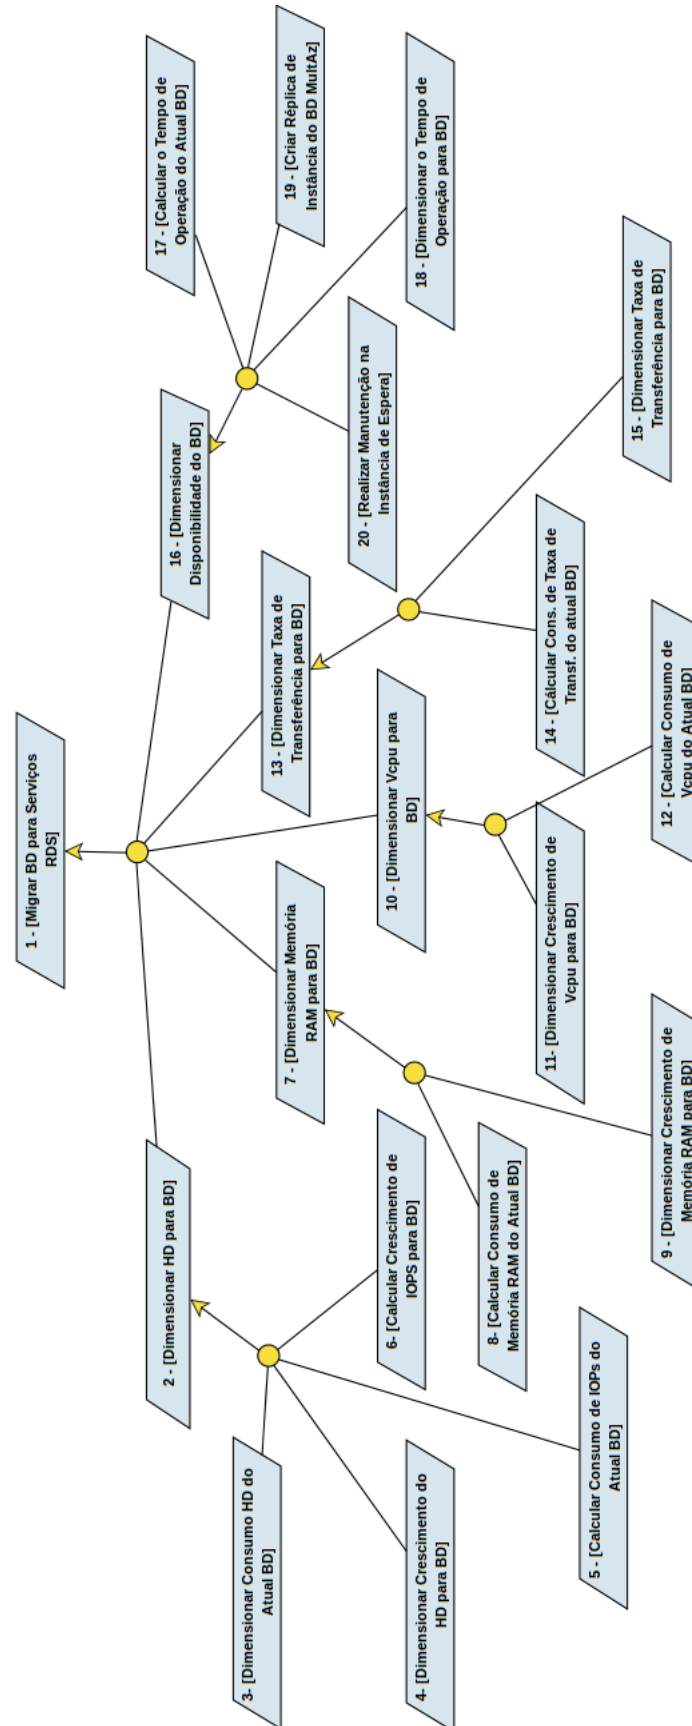 1 - [Migrar BD para Serviços
RDS]
2 - [Dimensionar HD para BD]
3- [Dimensionar Consumo HD do
Atual BD]
4- [Dimensionar Crescimento do
HD para BD]
5 - [Calcular Consumo de IOPs do
Atual BD]
6- [Calcular Crescimento de
IOPS para BD]
7 - [Dimensionar Memória
RAM para BD]
8- [Calcular Consumo de
Memória RAM do Atual BD]
9 - [Dimensionar Crescimento de
Memória RAM para BD]
10 - [Dimensionar Vcpu para
BD]
11- [Dimensionar Crescimento de
Vcpu para BD]
12 - [Calcular Consumo de
Vcpu do Atual BD]
13 - [Dimensionar Taxa de
Transferência para BD]
14 - [Cálcular Cons. de Taxa de
Transf. do atual BD]
15 - [Dimensionar Taxa de
Transferência para BD]
16 - [Dimensionar
Disponibilidade do BD]
17 - [Calcular o Tempo de
Operação do Atual BD]
18 - [Dimensionar o Tempo de
Operação para BD]
19 - [Criar Réplica de
Instância do BD MultAz]
20 - [Realizar Manutenção na
Instância de Espera]